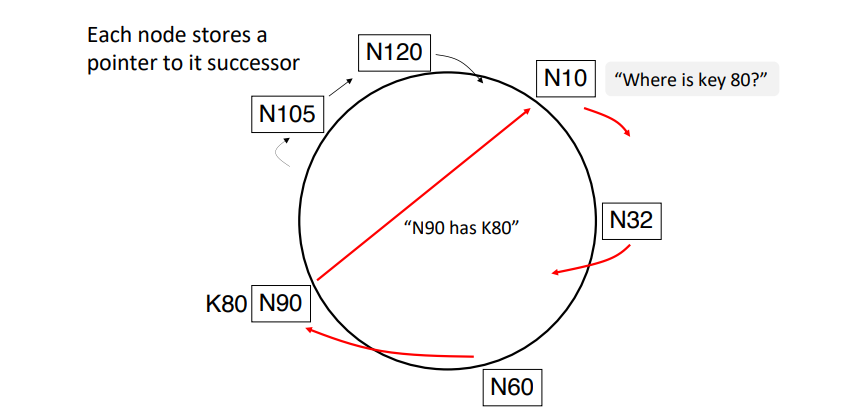 Each node stores a
pointer to it successor
N120
N10
“Where is key 80?”
N105
N32
“N90 has K80”
K80 N90
N60